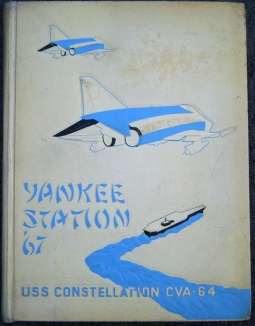 YANKEE
STATION
'67
USS CONSTELLATION CVA-64